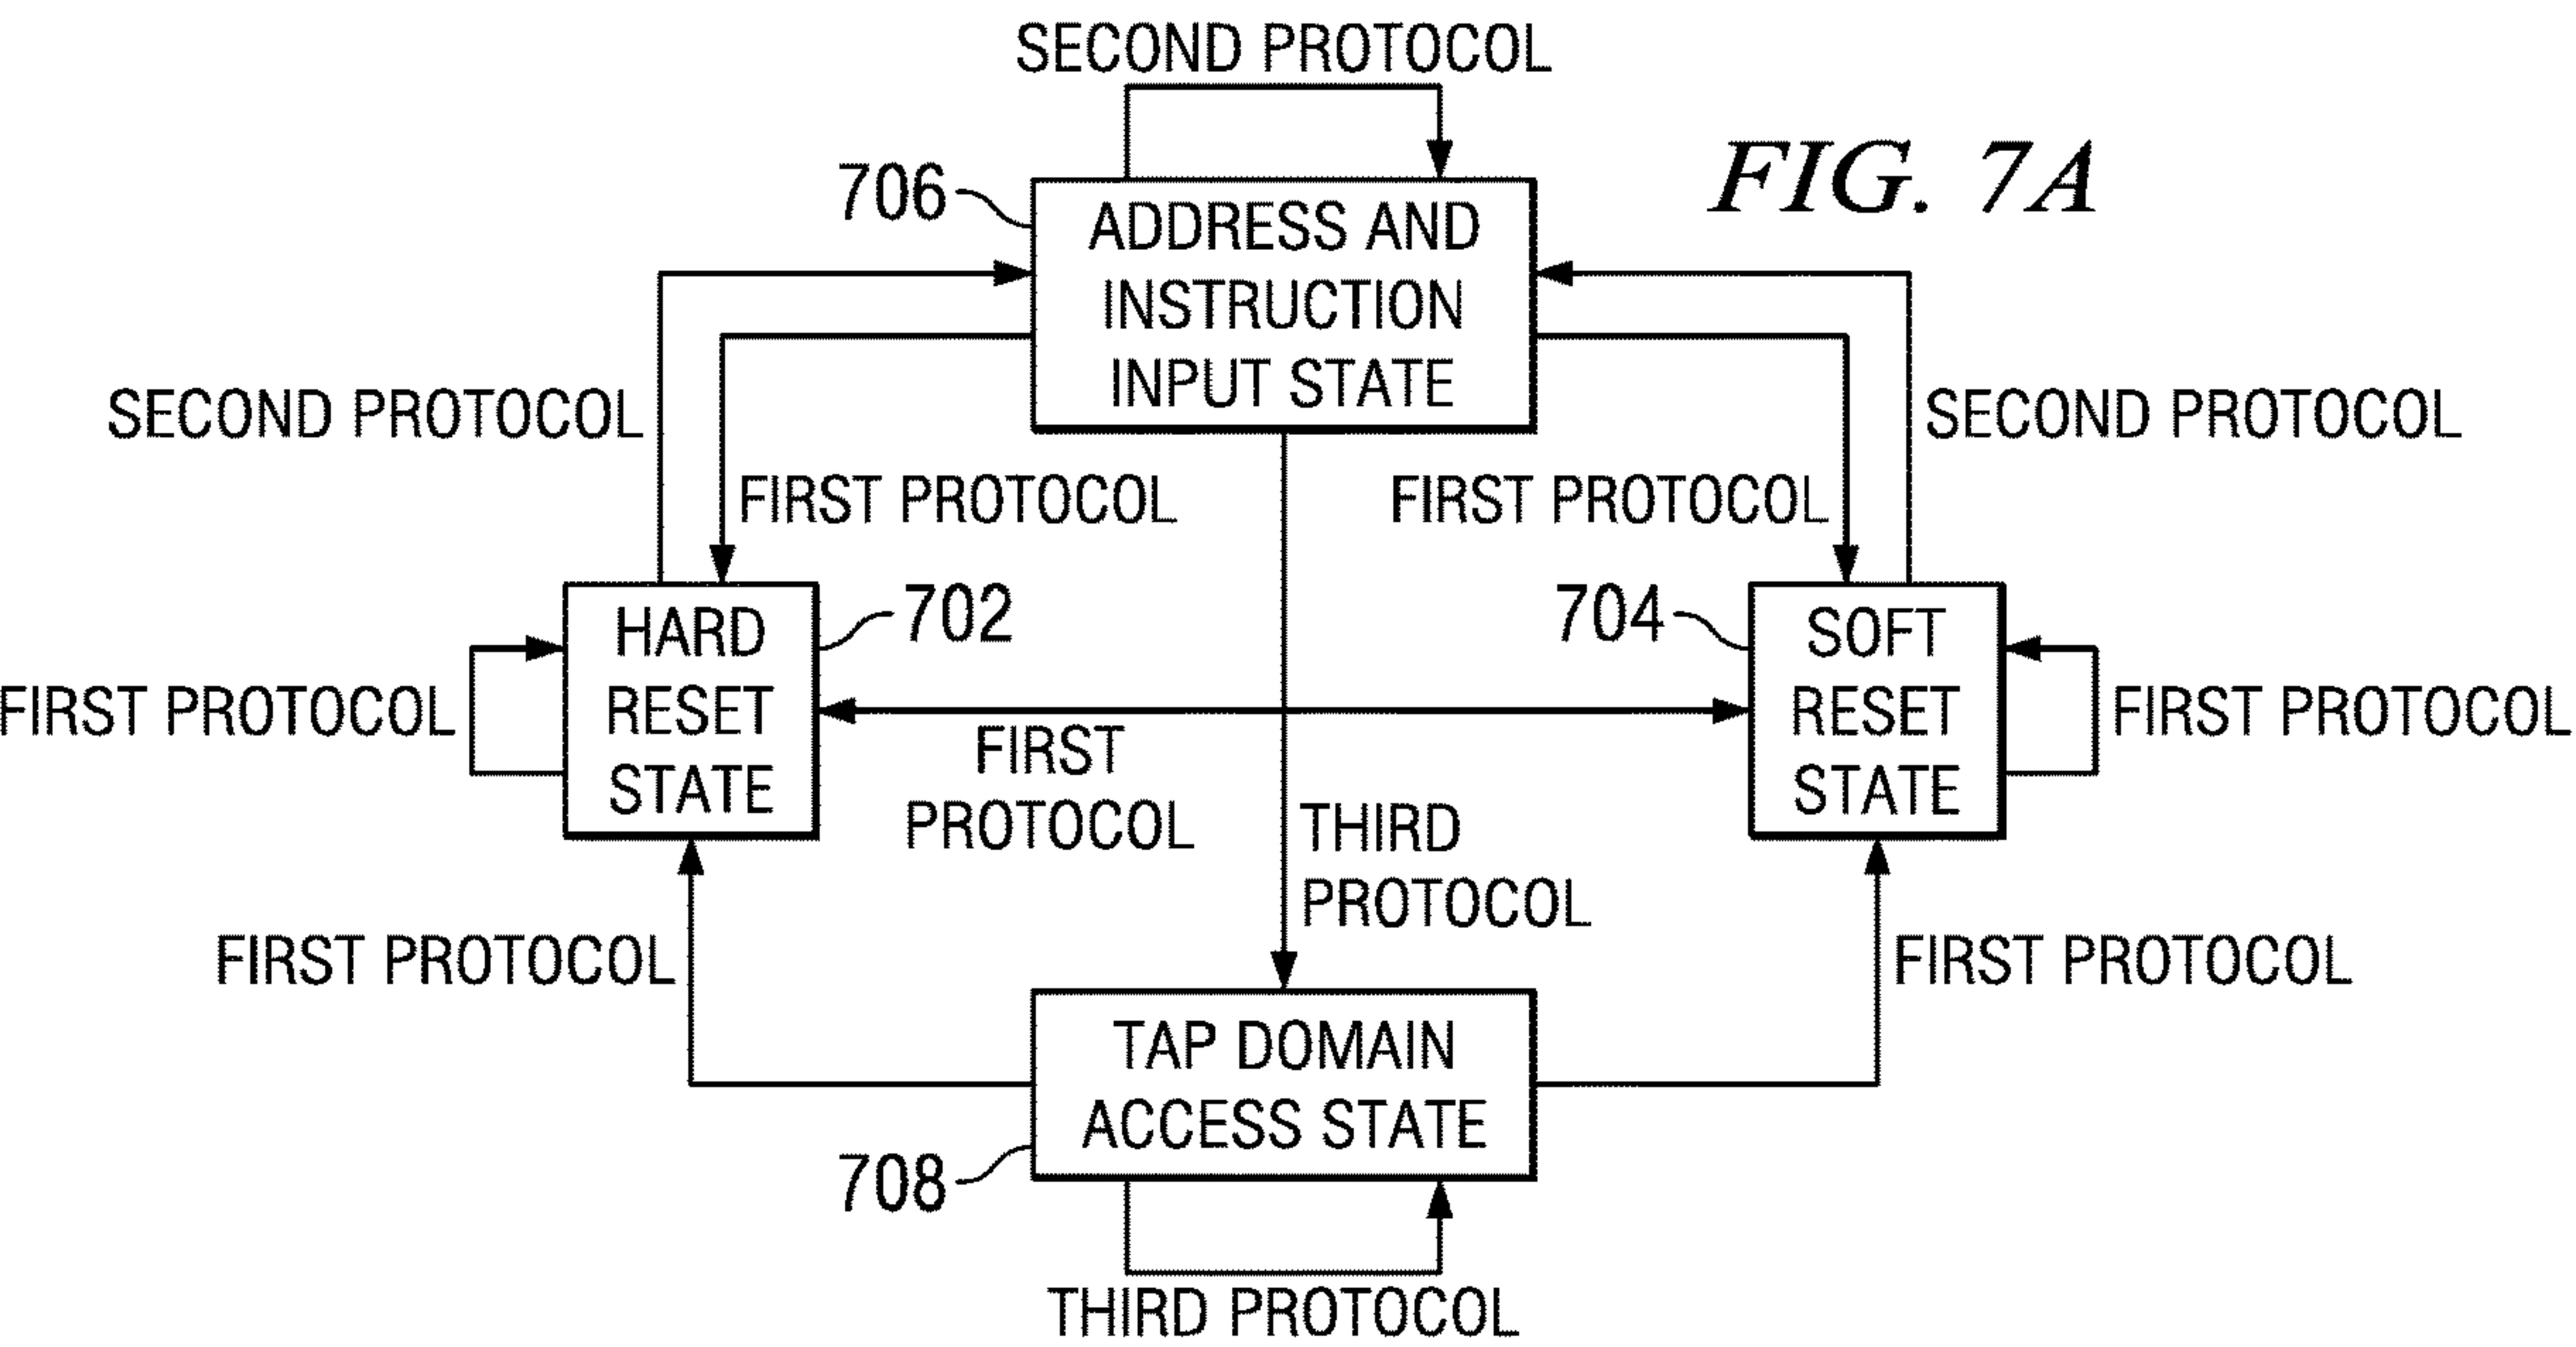 SECOND PROTOCOL
FIG. 7A
706
ADDRESS AND
INSTRUCTION
INPUT STATE
SECOND PROTOCOL
SECOND PROTOCOL
FIRST PROTOCOL
FIRST PROTOCOL
HARD
RESET
STATE
702
704
SOFT
RESET
STATE
FIRST PROTOCOL
FIRST PROTOCOL
FIRST
PROTOCOL
THIRD
PROTOCOL
FIRST PROTOCOL
FIRST PROTOCOL
TAP DOMAIN
ACCESS STATE
708
THIRD PROTOCOL